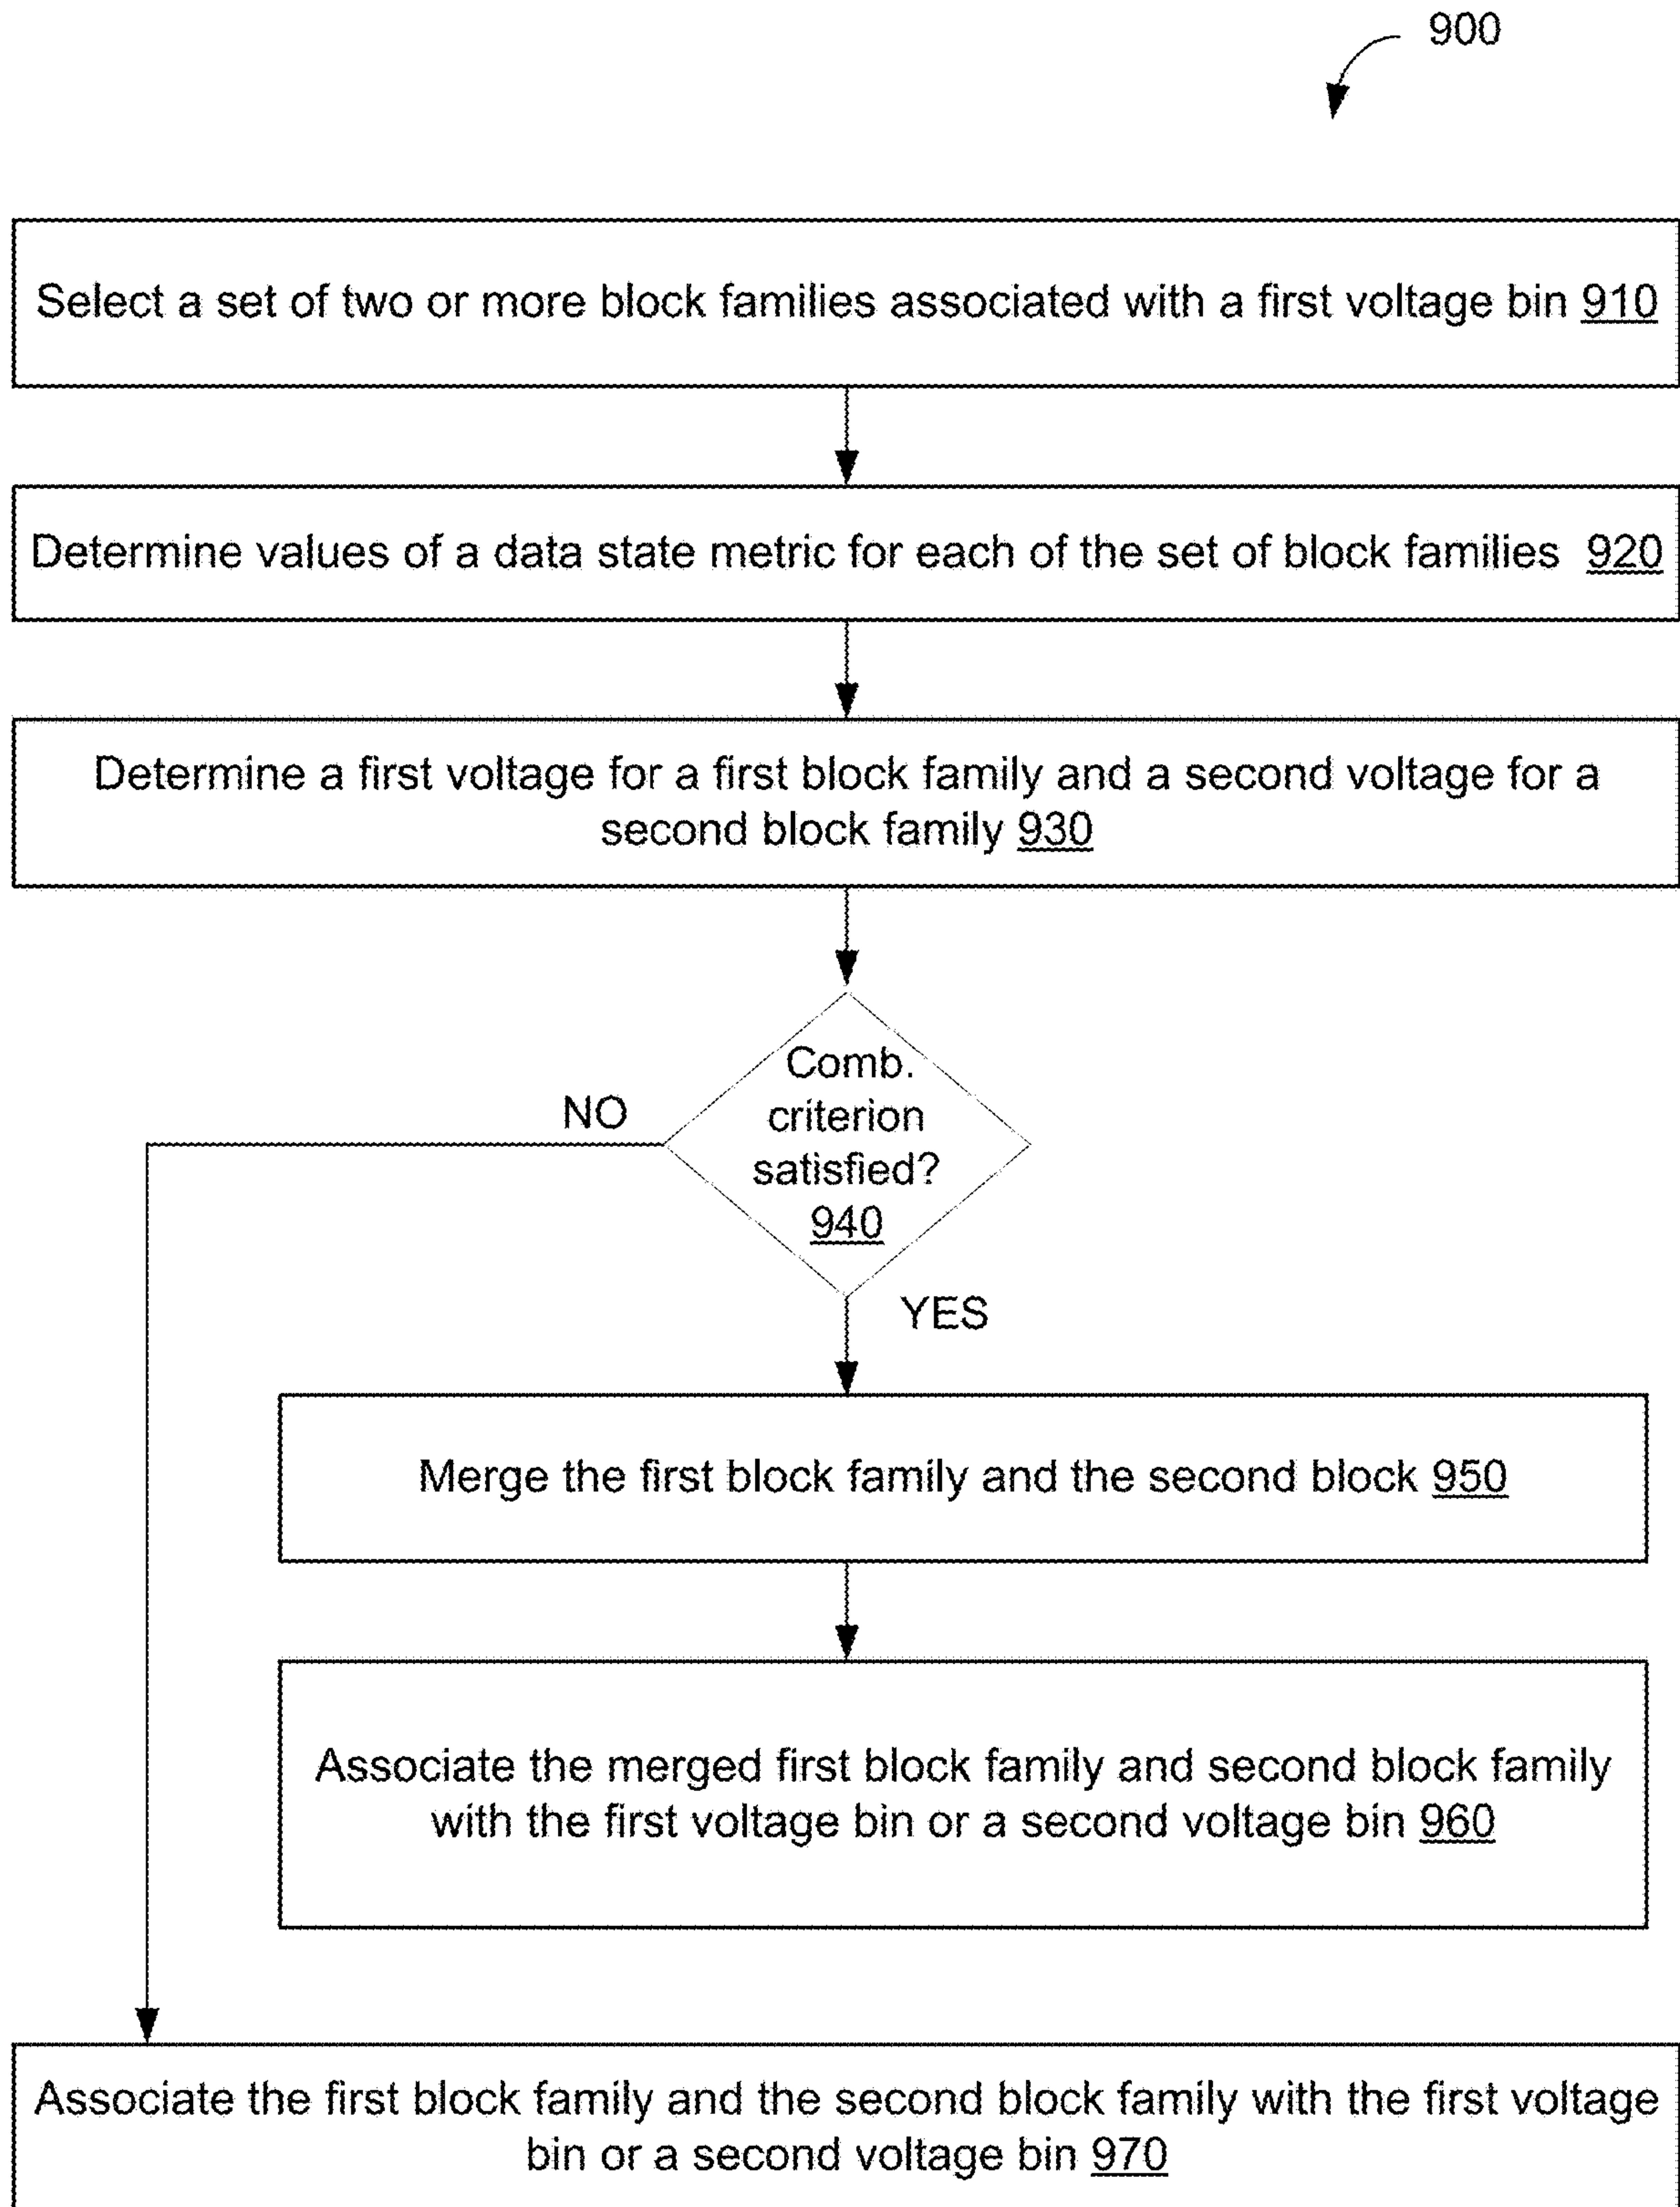 900
Select a set of two or more block families associated with a first voltage bin 910
Determine values of a data state metric for each of the set of block families 920
Determine a first voltage for a first block family and a second voltage for a
second block family 930
Comb.
criterion
satisfied?
940
NO
YES
Merge the first block family and the second block 950
Associate the merged first block family and second block family
with the first voltage bin or a second voltage bin 960
Associate the first block family and the second block family with the first voltage
bin or a second voltage bin 970